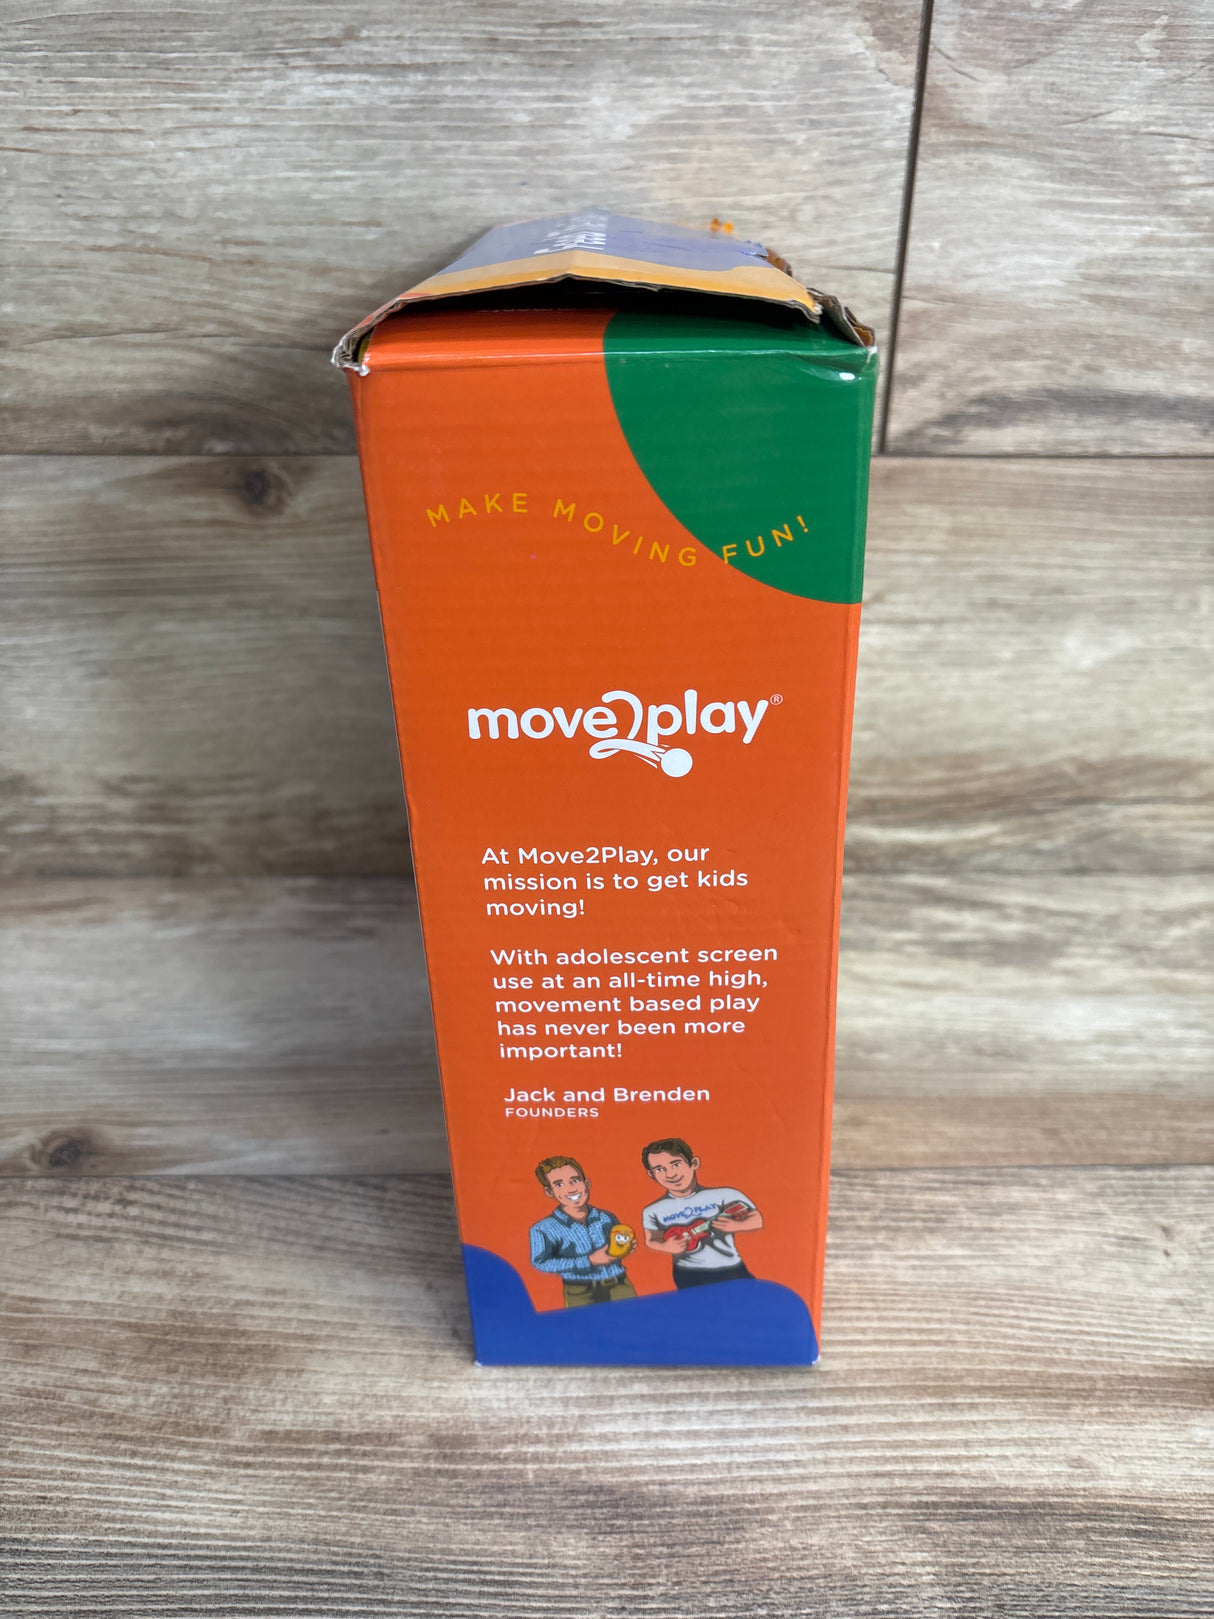 MAKE MOVING FUN!
move2play®
At Move2Play, our
mission is to get kids
moving!
With adolescent screen
use at an all-time high,
movement based play
has never been more
important!
Jack and Brenden
FOUNDERS
MOVE2PLAY